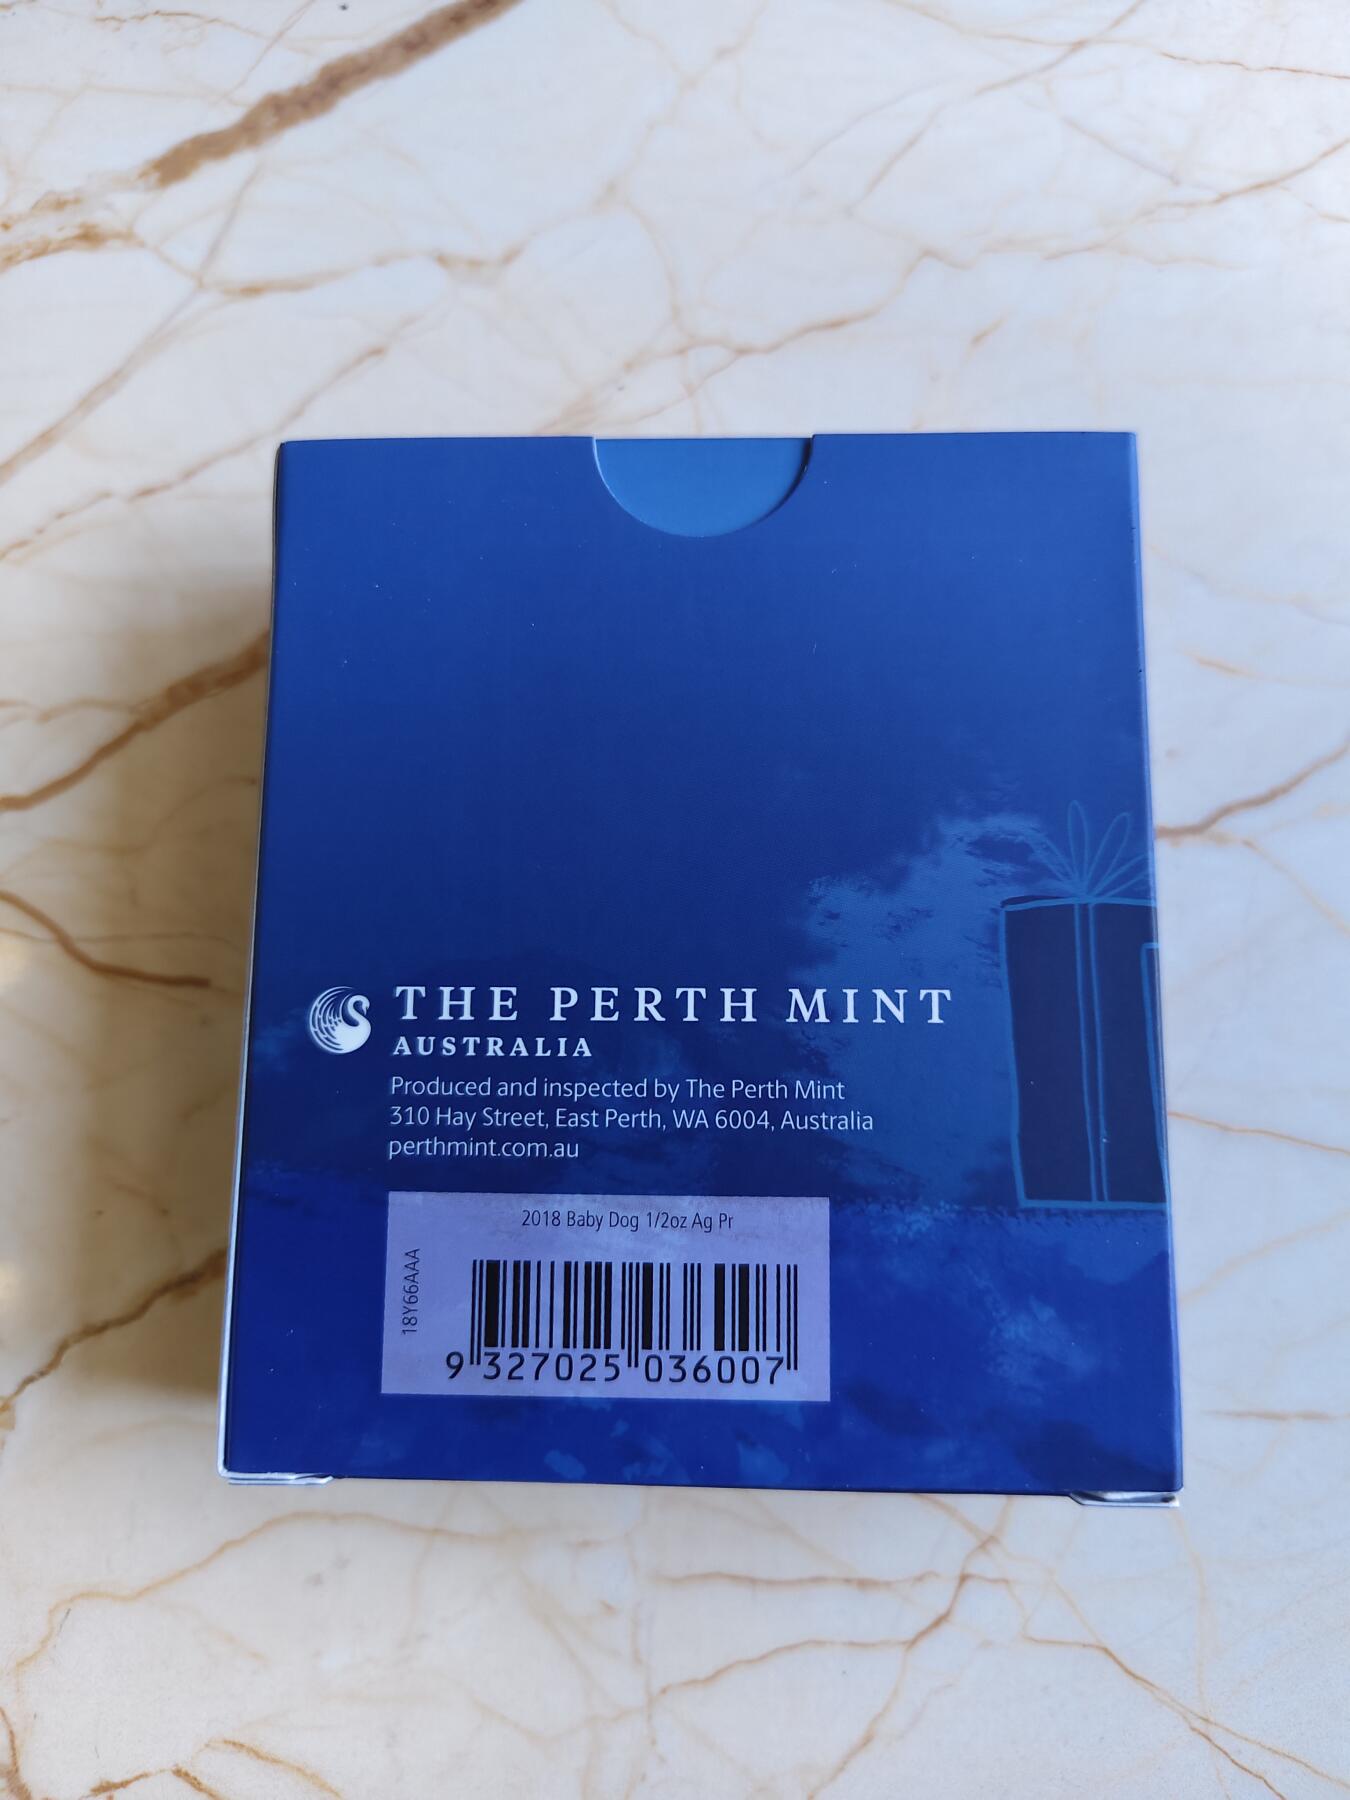 THE PERTH MINT
AUSTRALIA
Produced and inspected by The Perth Mint
310 Hay Street, East Perth, WA 6004, Australia
perthmint.com.au
2018 Baby Dog 1/2oz Ag Pr
18Y66AAA
9 327025 036007